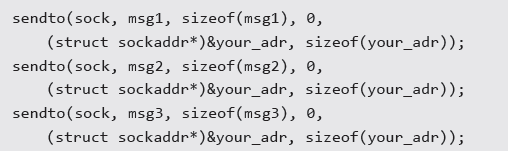 sendto(sock, msg1, sizeof(msg1), 0,
(struct sockaddr*)&your_adr, sizeof(your_adr));
sendto(sock, msg2, sizeof(msg2), 0,
(struct sockaddr*)&your_adr, sizeof(your_adr));
sendto(sock, msg3, sizeof(msg3), 0,
(struct sockaddr*)&your_adr, sizeof(your_adr));